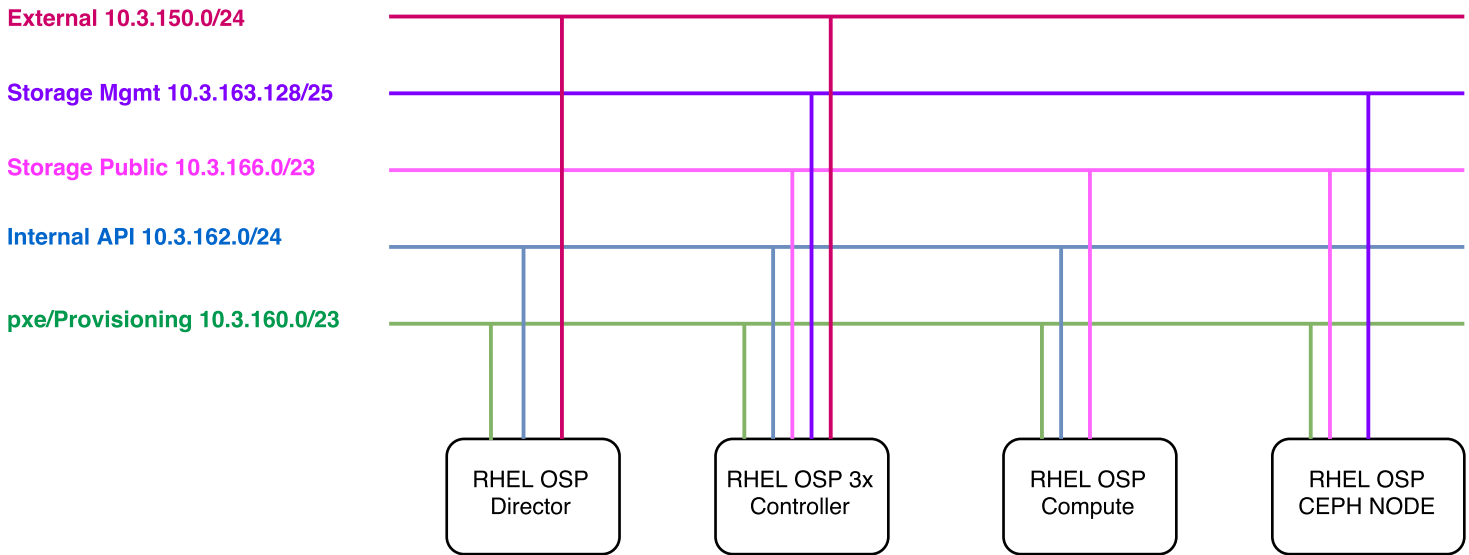 External 10.3.150.0/24
Storage Mgmt 10.3.163.128/25
Storage Public 10.3.166.0/23
Internal API 10.3.162.0/24
pxe/Provisioning 10.3.160.0/23
RHEL OSP
Director
RHEL OSP 3x
Controller
RHEL OSP
Compute
RHEL OSP
CEPH NODE